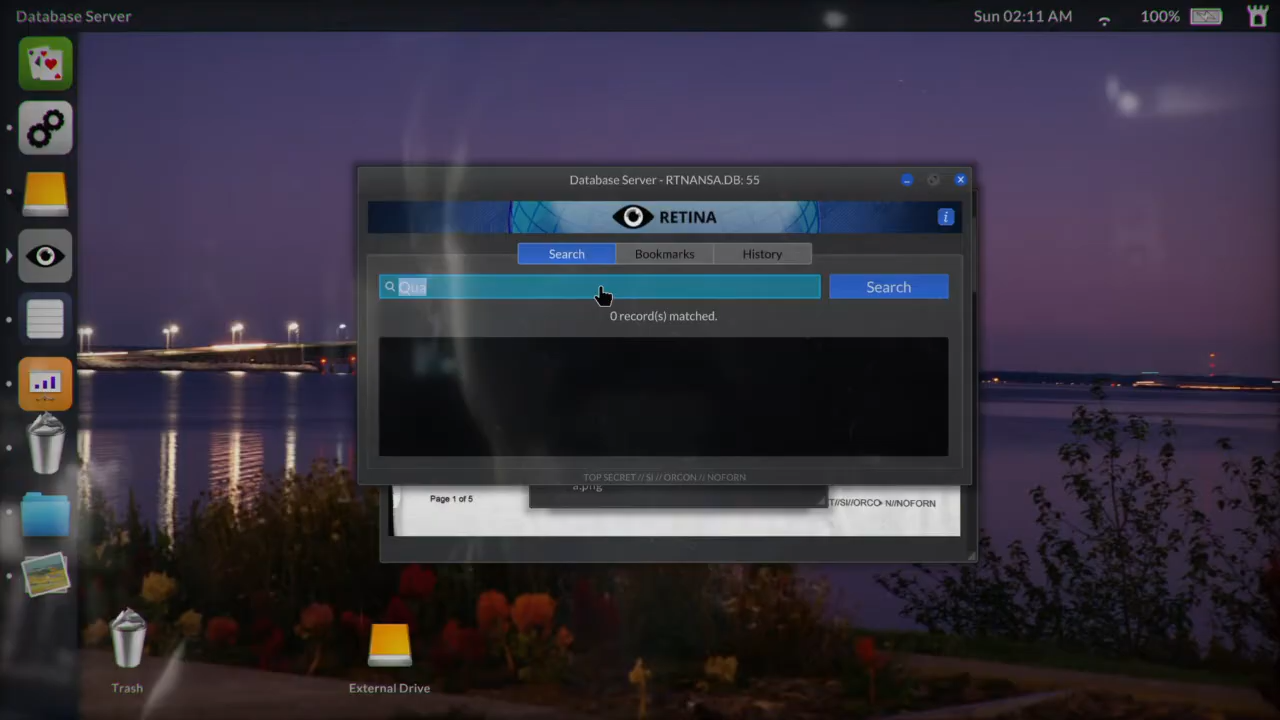 Database Server
Sun 02:11 AM
100%
Database Server - RTNANSA.DB: 55
RETINA
i
Search
Bookmarks
History
Qua
Search
0 record(s) matched.
TOP SECRET // SI // ORCON // NOFORN
a.png
Page 1 of 5
T//SI//ORCO N//NOFORN
Trash
External Drive